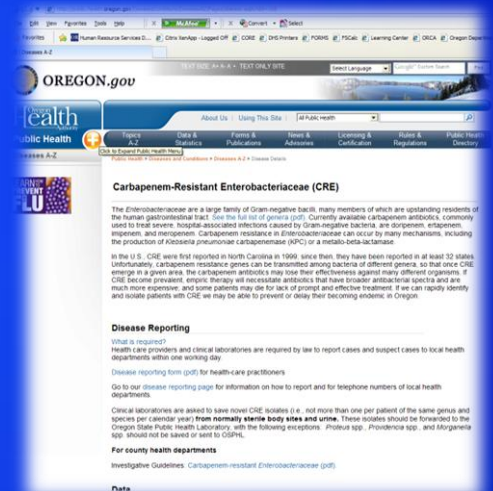 Edit View Favorites Tools Help X McAfee X Convert Select
Favorites Human Resource Services D... Citrix XenApp - Logged Off CORE DHS Printers FORMS FSCalc Learning Center ORCA Oregon
Diseases A-Z
TEXT SIZE: A+ A- A • TEXT ONLY SITE Select Language
OREGON.gov
Oregon
Health
Authority
About Us | Using This Site | All Public Health
Public Health
Topics A-Z
Data & Statistics
Forms & Publications
News & Advisories
Licensing & Certification
Rules & Regulations
Public Health Directory
Diseases A-Z
Click to Expand Public Health Menu
Public Health > Diseases and Conditions > Diseases A-Z > Disease Details
LEARN
PREVENT
FLU
Carbapenem-Resistant Enterobacteriaceae (CRE)
The Enterobacteriaceae are a large family of Gram-negative bacilli, many members of which are upstanding residents of
the human gastrointestinal tract. See the full list of genera (pdf). Currently available carbapenem antibiotics, commonly
used to treat severe, hospital-associated infections caused by Gram-negative bacteria, are doripenem, ertapenem,
imipenem, and meropenem. Carbapenem resistance in Enterobacteriaceae can occur by many mechanisms, including
the production of Klebsiella pneumoniae carbapenemase (KPC) or a metallo-beta-lactamase.
In the U.S., CRE were first reported in North Carolina in 1999; since then, they have been reported in at least 32 states.
Unfortunately, carbapenem resistance genes can be transmitted among bacteria of different genera, so that once CRE
emerge in a given area, the carbapenem antibiotics may lose their effectiveness against many different organisms. If
CRE become prevalent, empiric therapy will necessitate antibiotics that have broader antibacterial spectra and are
much more expensive; and some patients may die for lack of prompt and effective treatment. If we can rapidly identify
and isolate patients with CRE we may be able to prevent or delay their becoming endemic in Oregon.
Disease Reporting
What is required?
Health care providers and clinical laboratories are required by law to report cases and suspect cases to local health
departments within one working day.
Disease reporting form (pdf) for health-care practitioners
Go to our disease reporting page for information on how to report and for telephone numbers of local health
departments.
Clinical laboratories are asked to save novel CRE isolates (i.e., not more than one per patient of the same genus and
species per calendar year) from normally sterile body sites and urine. These isolates should be forwarded to the
Oregon State Public Health Laboratory, with the following exceptions: Proteus spp., Providencia spp., and Morganella
spp. should not be saved or sent to OSPHL.
For county health departments
Investigative Guidelines: Carbapenem-resistant Enterobacteriaceae (pdf)
Data